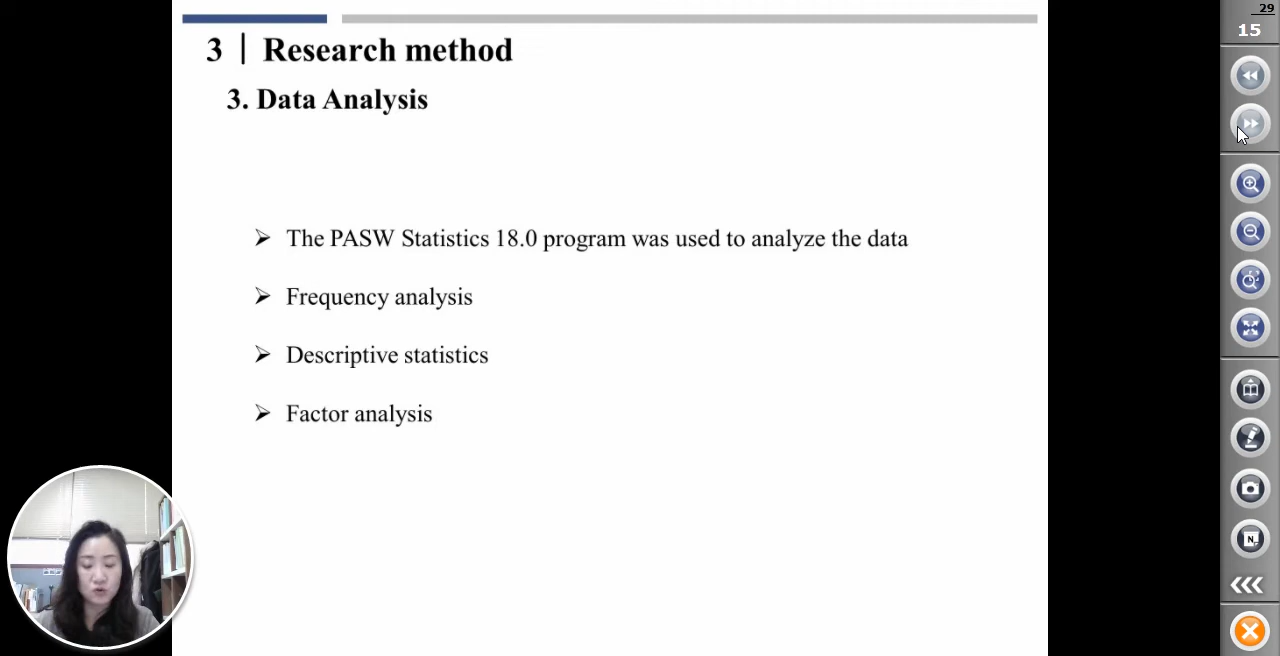 3 | Research method
3. Data Analysis
➢ The PASW Statistics 18.0 program was used to analyze the data
➢ Frequency analysis
➢ Descriptive statistics
➢ Factor analysis
29
15
N